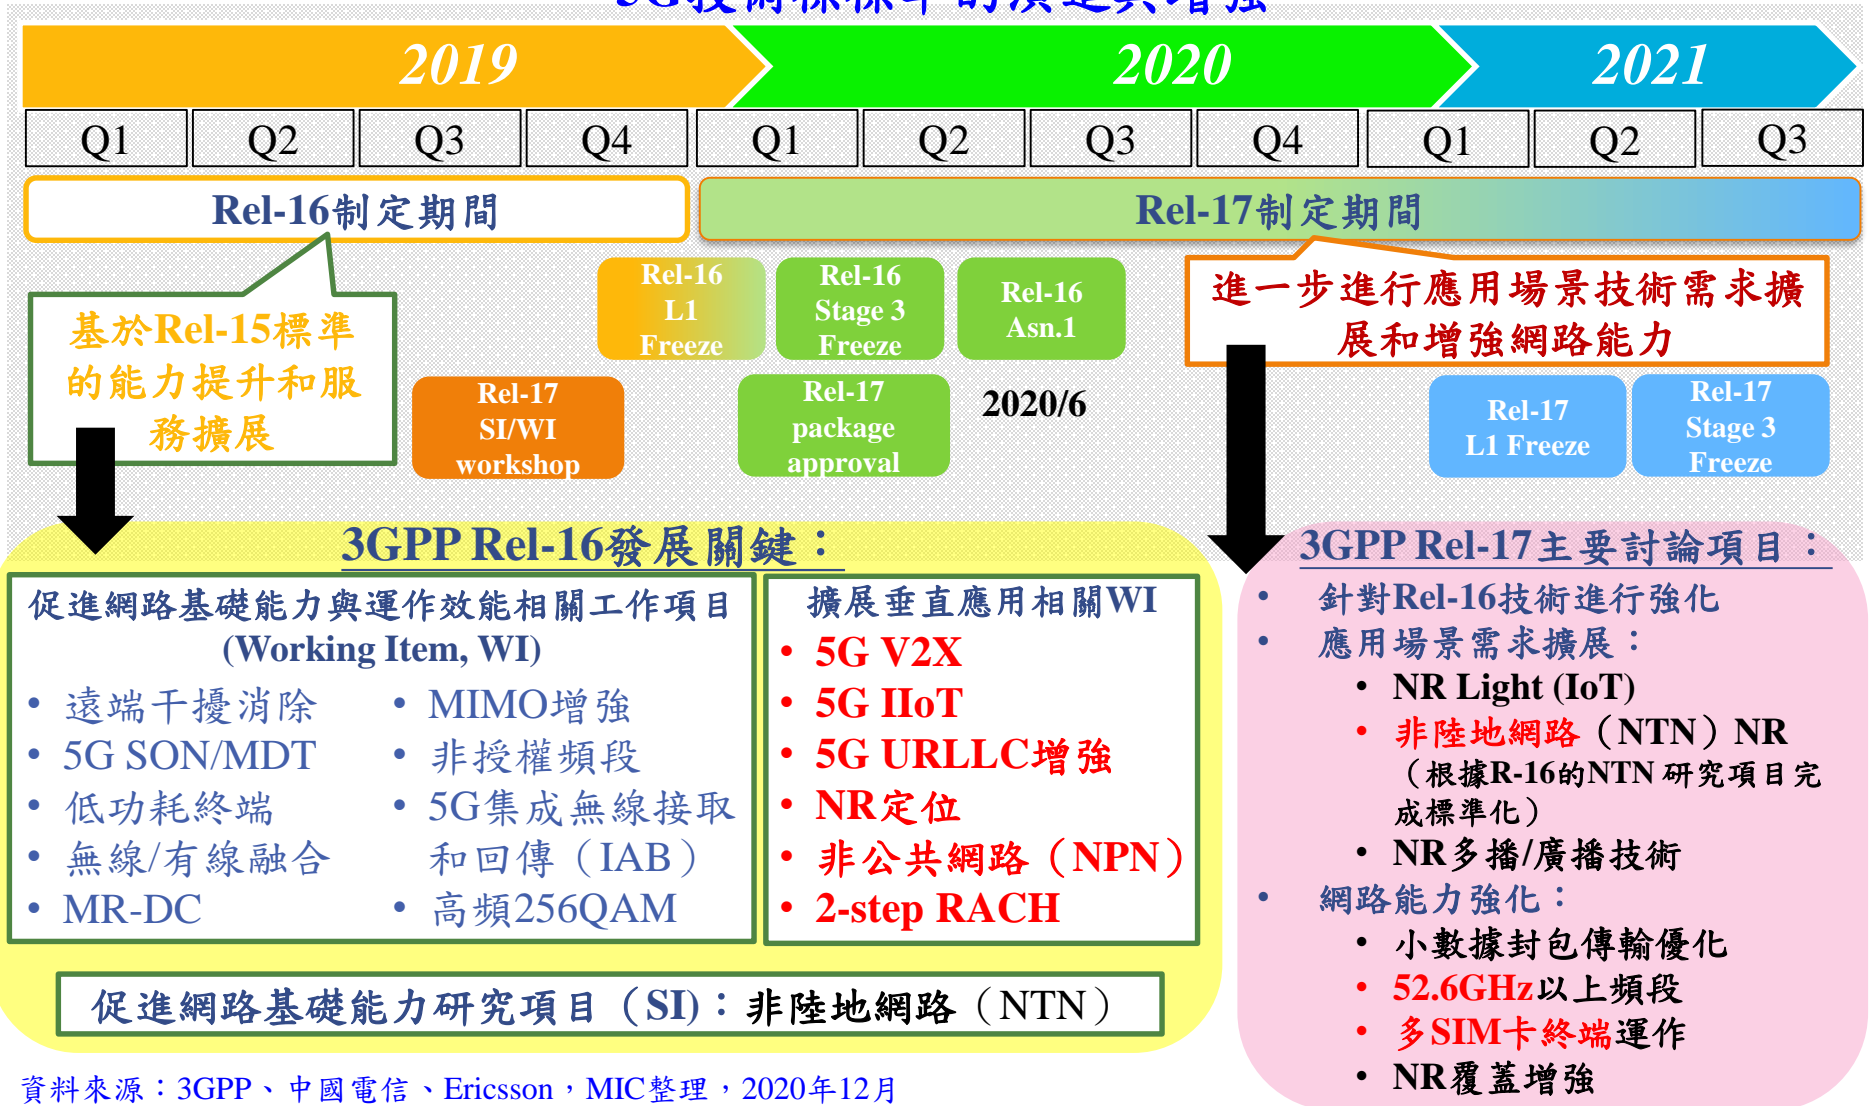 2019
2020
2021
Q1
Q2
Q3
Q4
Q1
Q2
Q3
Q4
Q1
Q2
Q3
Rel-16制定期間
Rel-17制定期間
Rel-16
L1
Freeze
Rel-16
Stage 3
Freeze
Rel-16
Asn.1
進一步進行應用場景技術需求擴
展和增強網路能力
基於Rel-15標準
的能力提升和服
務擴展
Rel-17
SI/WI
workshop
Rel-17
package
approval
2020/6
Rel-17
L1 Freeze
Rel-17
Stage 3
Freeze
3GPP Rel-16發展關鍵：
促進網路基礎能力與運作效能相關工作項目
(Working Item, WI)
• 遠端干擾消除
• 5G SON/MDT
• 低功耗終端
• 無線/有線融合
• MR-DC
• MIMO增強
• 非授權頻段
• 5G集成無線接取
和回傳（IAB）
• 高頻256QAM
擴展垂直應用相關WI
• 5G V2X
• 5G IIoT
• 5G URLLC增強
• NR定位
• 非公共網路（NPN）
• 2-step RACH
促進網路基礎能力研究項目（SI)：非陸地網路（NTN）
3GPP Rel-17主要討論項目：
• 針對Rel-16技術進行強化
• 應用場景需求擴展：
• NR Light (IoT)
• 非陸地網路（NTN）NR
（根據R-16的NTN 研究項目完
成標準化）
• NR多播/廣播技術
• 網路能力強化：
• 小數據封包傳輸優化
• 52.6GHz以上頻段
• 多SIM卡終端運作
• NR覆蓋增強
資料來源：3GPP、中國電信、Ericsson，MIC整理，2020年12月